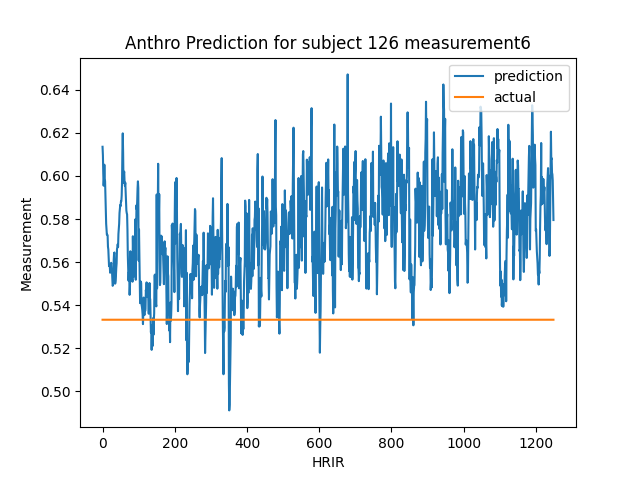 Anthro Prediction for subject 126 measurement6
prediction
actual
Measurement
0.64
0.62
0.60
0.58
0.56
0.54
0.52
0.50
0 200 400 600 800 1000 1200
HRIR